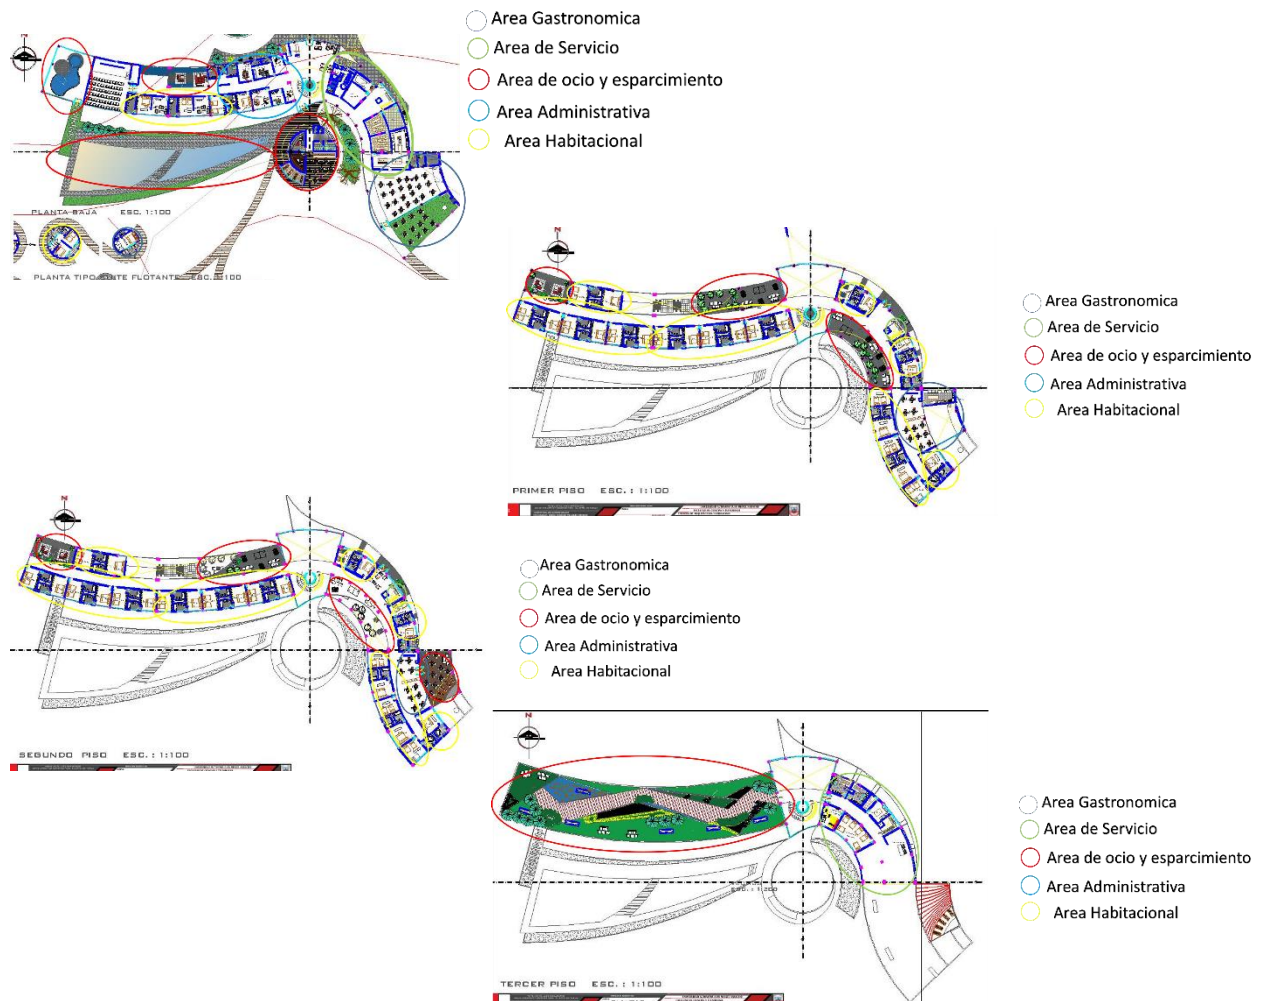 Area Gastronomica
Area de Servicio
Area de ocio y esparcimiento
Area Administrativa
Area Habitacional
PLANTA BAJA ESC. 1:100
PLANTA TIPO
N
Area Gastronomica
Area de Servicio
Area de ocio y esparcimiento
Area Administrativa
Area Habitacional
PRIMER PISO ESC. : 1:100
N
Area Gastronomica
Area de Servicio
Area de ocio y esparcimiento
Area Administrativa
Area Habitacional
SEGUNDO PISO ESC. : 1:100
N
Area Gastronomica
Area de Servicio
Area de ocio y esparcimiento
Area Administrativa
Area Habitacional
TERCER PISO ESC. : 1:100